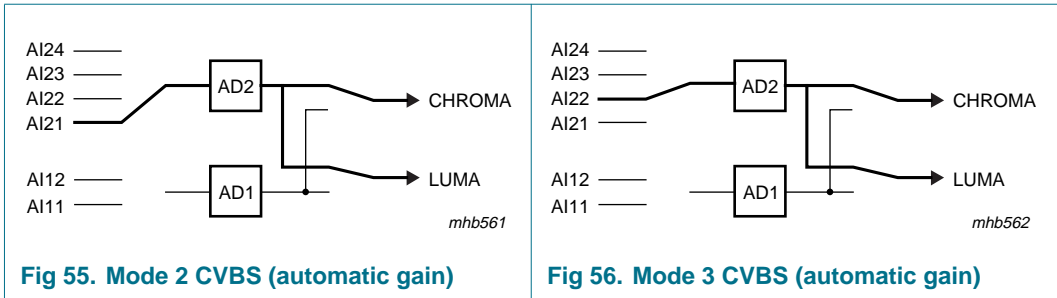 AI24
AI23
AI22
AI21
AI12
AI11
AD2
AD1
CHROMA
LUMA
mhb561
Fig 55. Mode 2 CVBS (automatic gain)
AI24
AI23
AI22
AI21
AI12
AI11
AD2
AD1
CHROMA
LUMA
mhb562
Fig 56. Mode 3 CVBS (automatic gain)